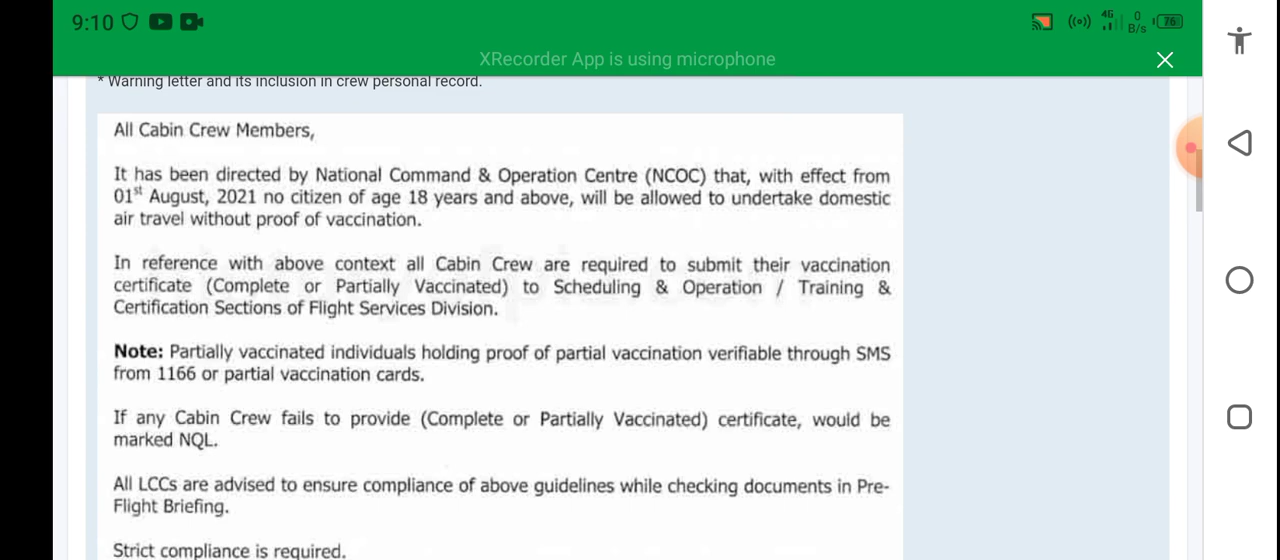 9:10
4G
0
B/s
76
XRecorder App is using microphone
* Warning letter and its inclusion in crew personal record.
All Cabin Crew Members,
It has been directed by National Command & Operation Centre (NCOC) that, with effect from
01st August, 2021 no citizen of age 18 years and above, will be allowed to undertake domestic
air travel without proof of vaccination.
In reference with above context all Cabin Crew are required to submit their vaccination
certificate (Complete or Partially Vaccinated) to Scheduling & Operation / Training &
Certification Sections of Flight Services Division.
Note: Partially vaccinated individuals holding proof of partial vaccination verifiable through SMS
from 1166 or partial vaccination cards.
If any Cabin Crew fails to provide (Complete or Partially Vaccinated) certificate, would be
marked NQL.
All LCCs are advised to ensure compliance of above guidelines while checking documents in Pre-
Flight Briefing.
Strict compliance is required.